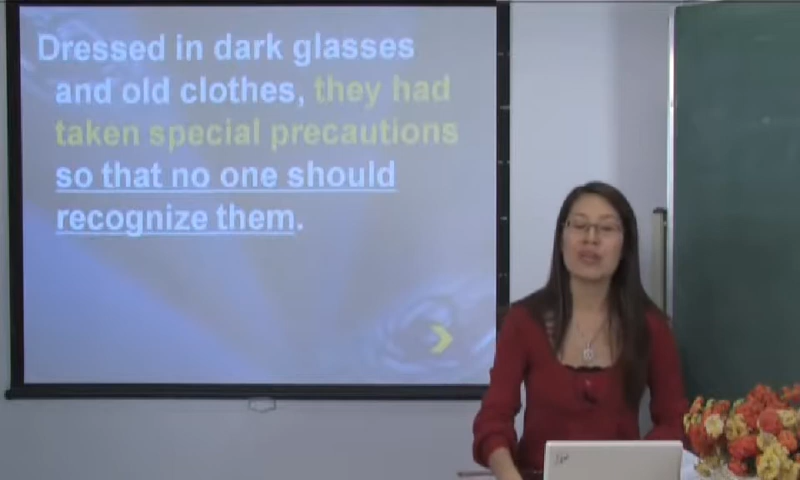 Dressed in dark glasses
and old clothes, they had
taken special precautions
so that no one should
recognize them.